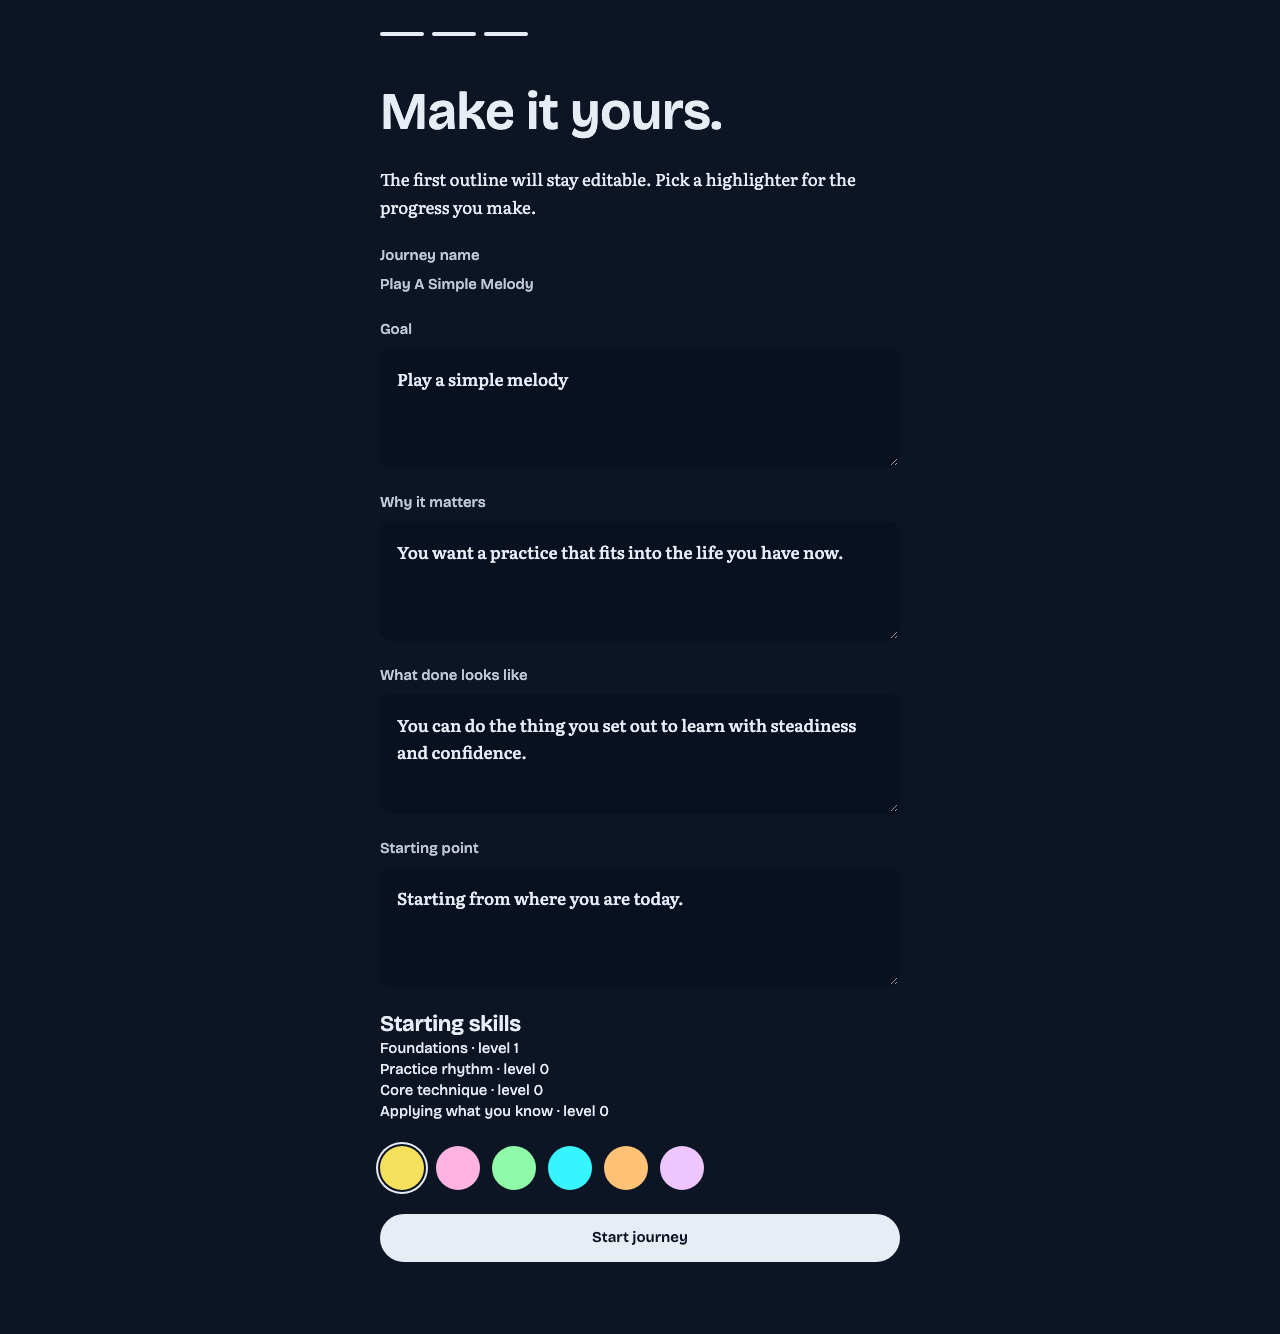 Make it yours.
The first outline will stay editable. Pick a highlighter for the
progress you make.
Journey name
Play A Simple Melody
Goal
Play a simple melody
Why it matters
You want a practice that fits into the life you have now.
What done looks like
You can do the thing you set out to learn with steadiness
and confidence.
Starting point
Starting from where you are today.
Starting skills
Foundations · level 1
Practice rhythm · level 0
Core technique · level 0
Applying what you know · level 0
Start journey